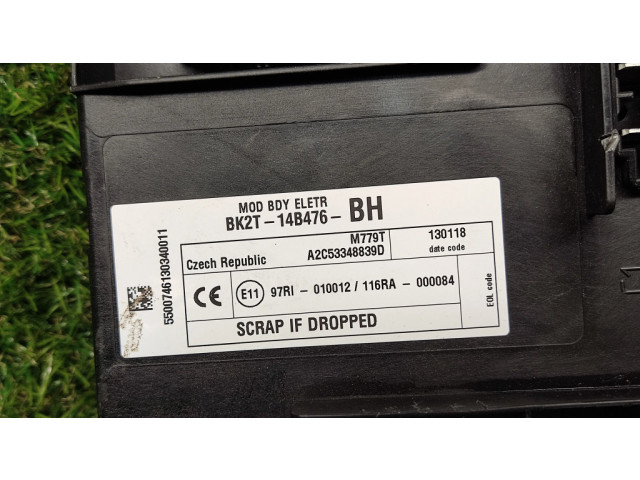 MOD BDY ELETR
BK2T-14B476- BH
M779T
130118
Czech Republic
A2C53348839D
date code
CE
E11 97RI - 010012 / 116RA - 000084
SCRAP IF DROPPED
EOL code
5500746130340011